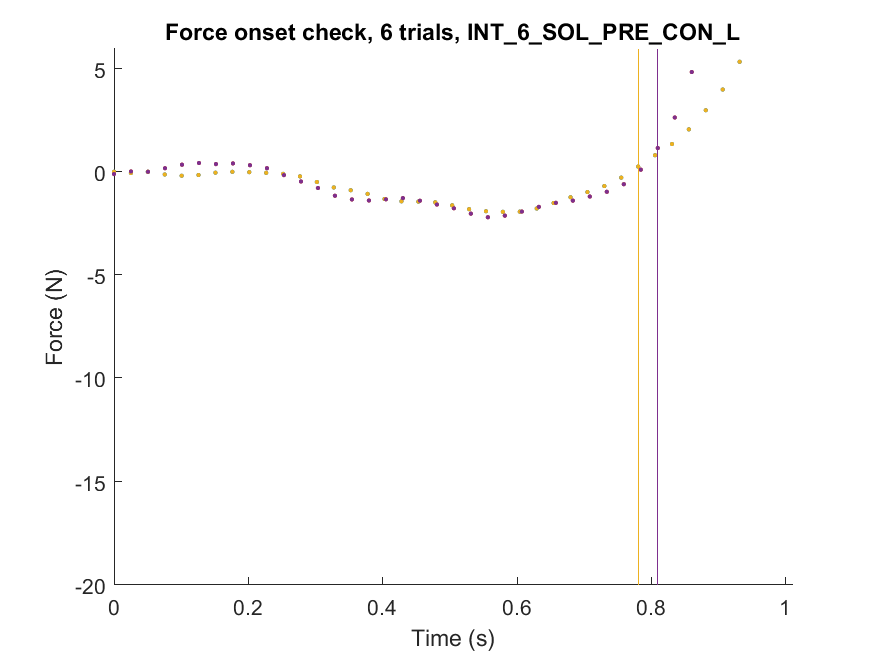 Force onset check, 6 trials, INT_6_SOL_PRE_CON_L
5
0
-5
-10
-15
-20
Force (N)
0 0.2 0.4 0.6 0.8 1
Time (s)